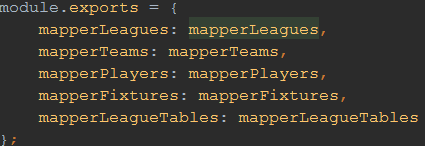 module.exports = {
mapperLeagues: mapperLeagues,
mapperTeams: mapperTeams,
mapperPlayers: mapperPlayers,
mapperFixtures: mapperFixtures,
mapperLeagueTables: mapperLeagueTables
};